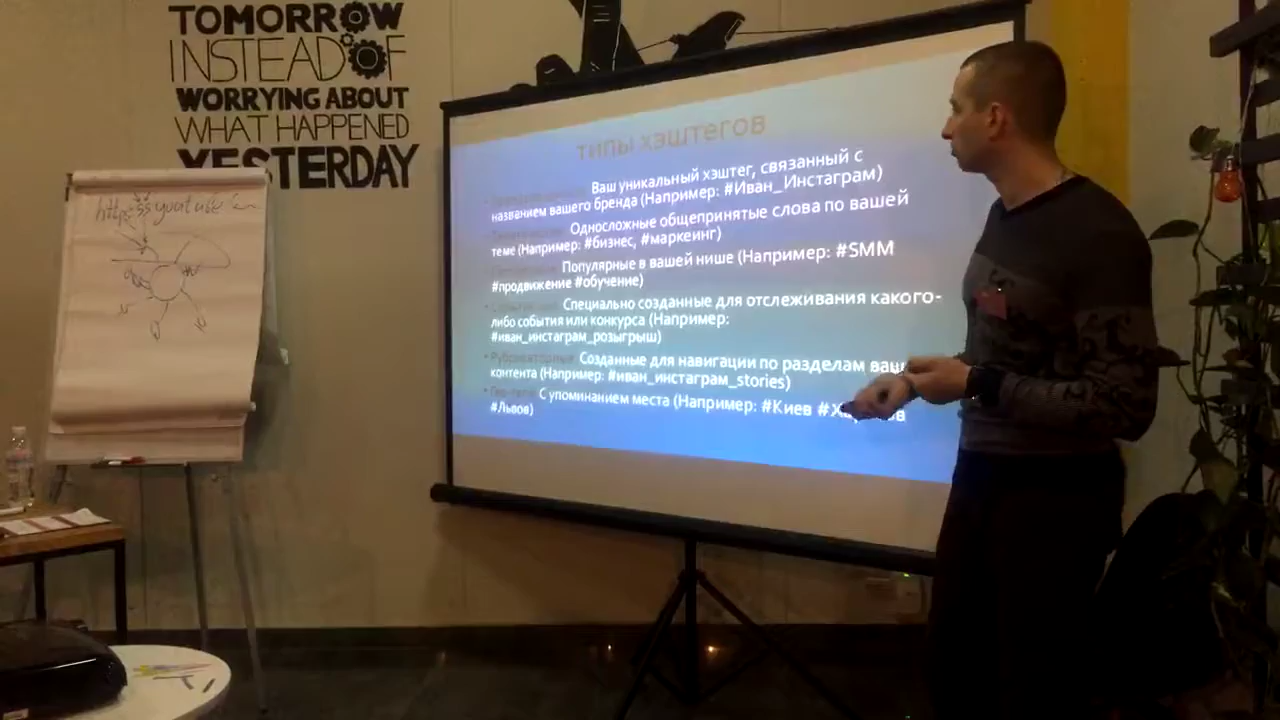 TOMORROW
INSTEAD OF
WORRYING ABOUT
WHAT HAPPENED
YESTERDAY
типы хэштегов
Ваш уникальный хэштег, связанный с
названием вашего бренда (Например: #Иван_Инстаграм)
Односложные общепринятые слова по вашей
теме (Например: #бизнес, #маркеинг)
Популярные в вашей нише (Например: #SMM
#продвижение #обучение)
Специально созданные для отслеживания какого-
либо события или конкурса (Например:
#иван_инстаграм_розыгрыш)
• Рубрикаторные Созданные для навигации по разделам
контента (Например: #иван_инстаграм_stories)
С упоминанием места (Например: #Киев
#Львов)